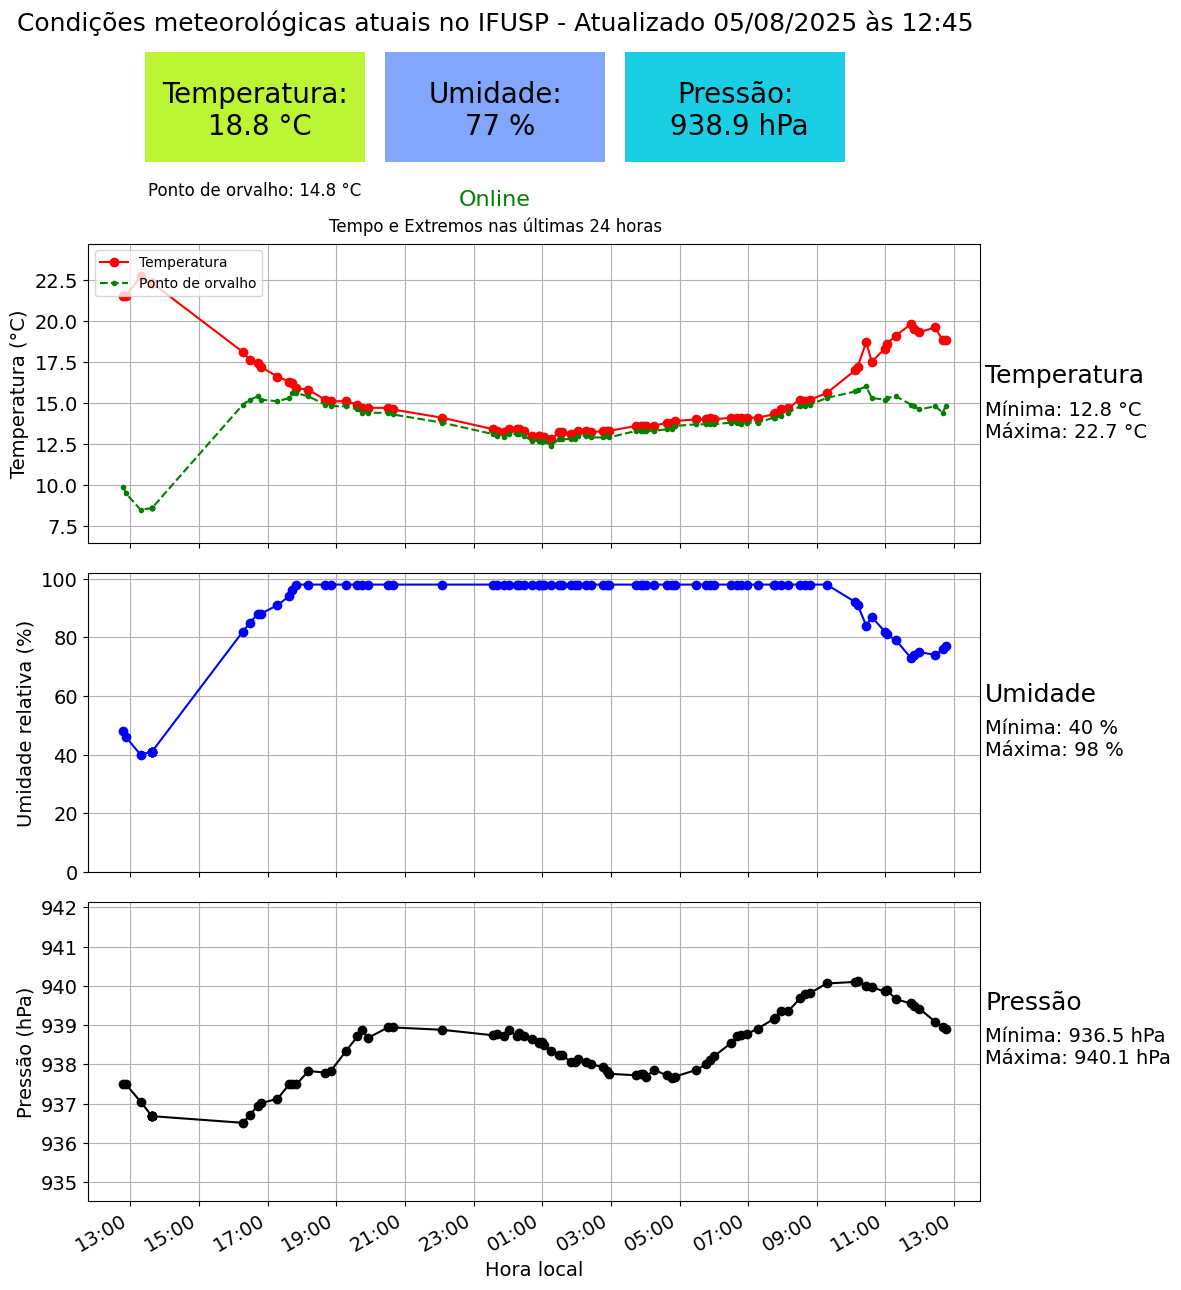 Condições meteorológicas atuais no IFUSP - Atualizado 05/08/2025 às 12:45
Temperatura:
18.8 °C
Umidade:
77 %
Pressão:
938.9 hPa
Ponto de orvalho: 14.8 °C
Online
Tempo e Extremos nas últimas 24 horas
Temperatura
Ponto de orvalho
Temperatura (°C)
22.5
20.0
17.5
15.0
12.5
10.0
7.5
Temperatura
Mínima: 12.8 °C
Máxima: 22.7 °C
Umidade relativa (%)
100
80
60
40
20
0
Umidade
Mínima: 40 %
Máxima: 98 %
Pressão (hPa)
942
941
940
939
938
937
936
935
Pressão
Mínima: 936.5 hPa
Máxima: 940.1 hPa
13:00 15:00 17:00 19:00 21:00 23:00 01:00 03:00 05:00 07:00 09:00 11:00 13:00
Hora local